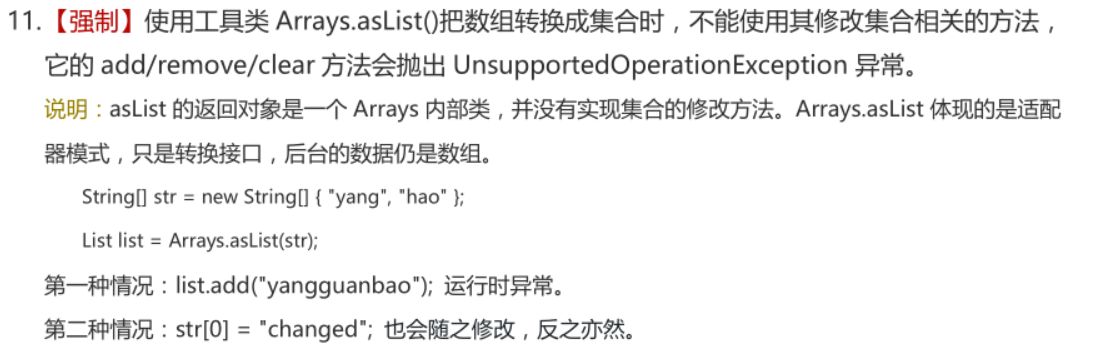 11.【强制】使用工具类 Arrays.asList()把数组转换成集合时，不能使用其修改集合相关的方法，
它的 add/remove/clear 方法会抛出 UnsupportedOperationException 异常。
说明：asList 的返回对象是一个 Arrays 内部类，并没有实现集合的修改方法。Arrays.asList 体现的是适配
器模式，只是转换接口，后台的数据仍是数组。
String[] str = new String[] { "yang", "hao" };
List list = Arrays.asList(str);
第一种情况：list.add("yangguanbao"); 运行时异常。
第二种情况：str[0] = "changed"; 也会随之修改，反之亦然。